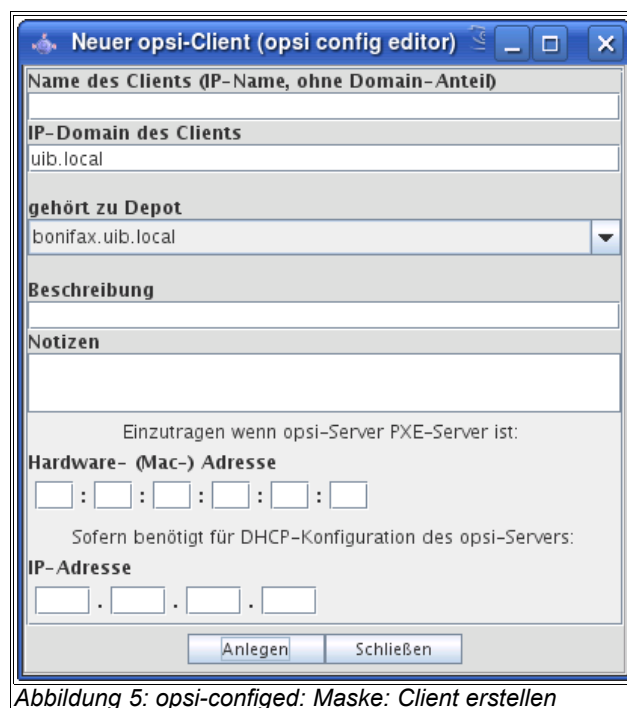 Neuer opsi-Client (opsi config editor)
Name des Clients (IP-Name, ohne Domain-Anteil)
IP-Domain des Clients
uib.local
gehört zu Depot
bonifax.uib.local
Beschreibung
Notizen
Einzutragen wenn opsi-Server PXE-Server ist:
Hardware- (Mac-) Adresse
: : : : :
Sofern benötigt für DHCP-Konfiguration des opsi-Servers:
IP-Adresse
. . .
Anlegen Schließen
Abbildung 5: opsi-configed: Maske: Client erstellen